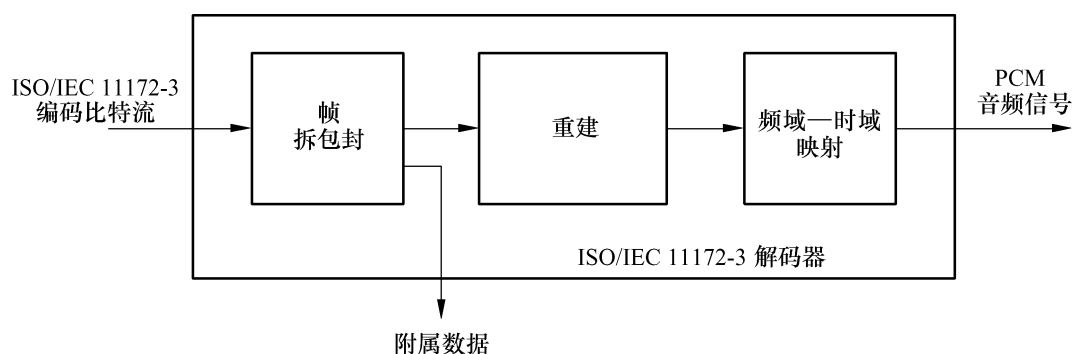 ISO/IEC 11172-3
编码比特流
帧
拆包封
重建
频域—时域
映射
PCM
音频信号
ISO/IEC 11172-3 解码器
附属数据